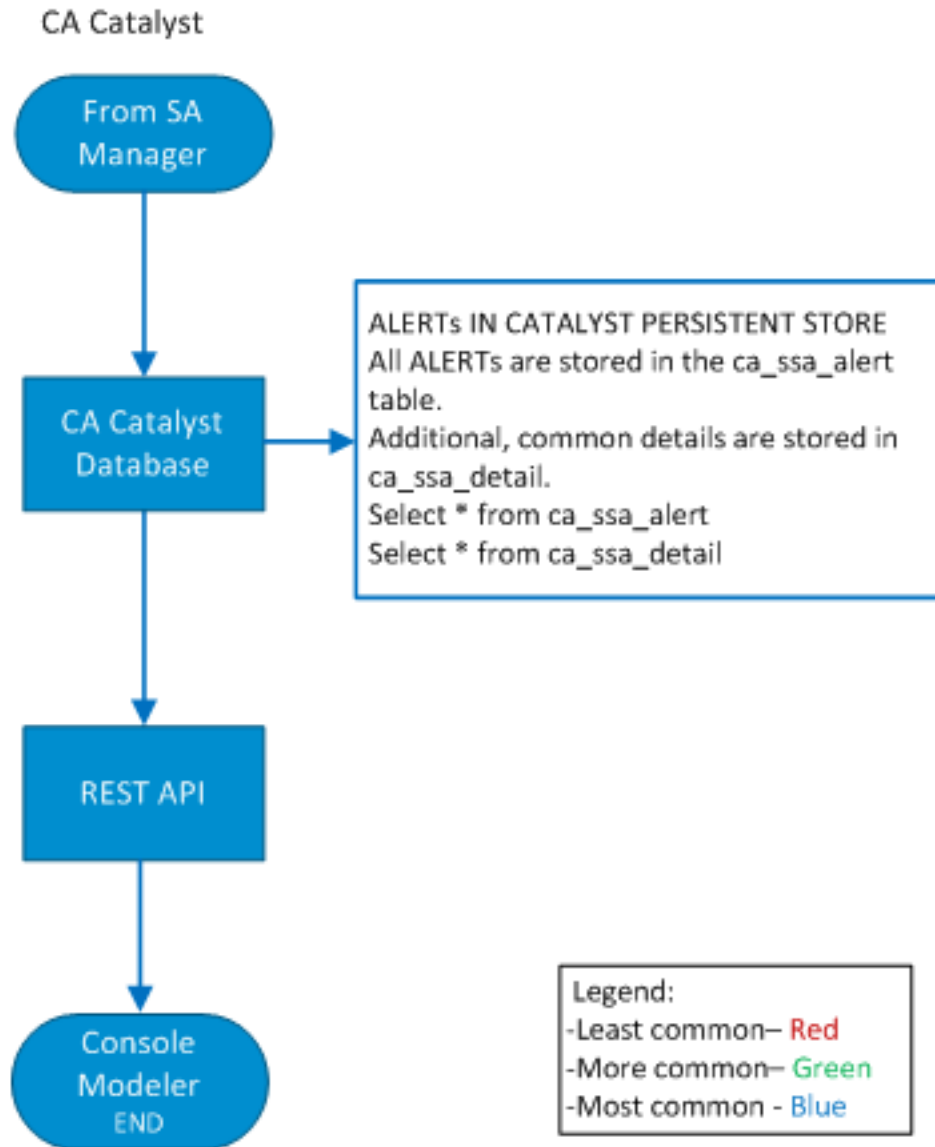 CA Catalyst
From SA
Manager
CA Catalyst
Database
ALERTs IN CATALYST PERSISTENT STORE
All ALERTs are stored in the ca_ssa_alert
table.
Additional, common details are stored in
ca_ssa_detail.
Select * from ca_ssa_alert
Select * from ca_ssa_detail
REST API
Console
Modeler
END
Legend:
-Least common– Red
-More common– Green
-Most common - Blue